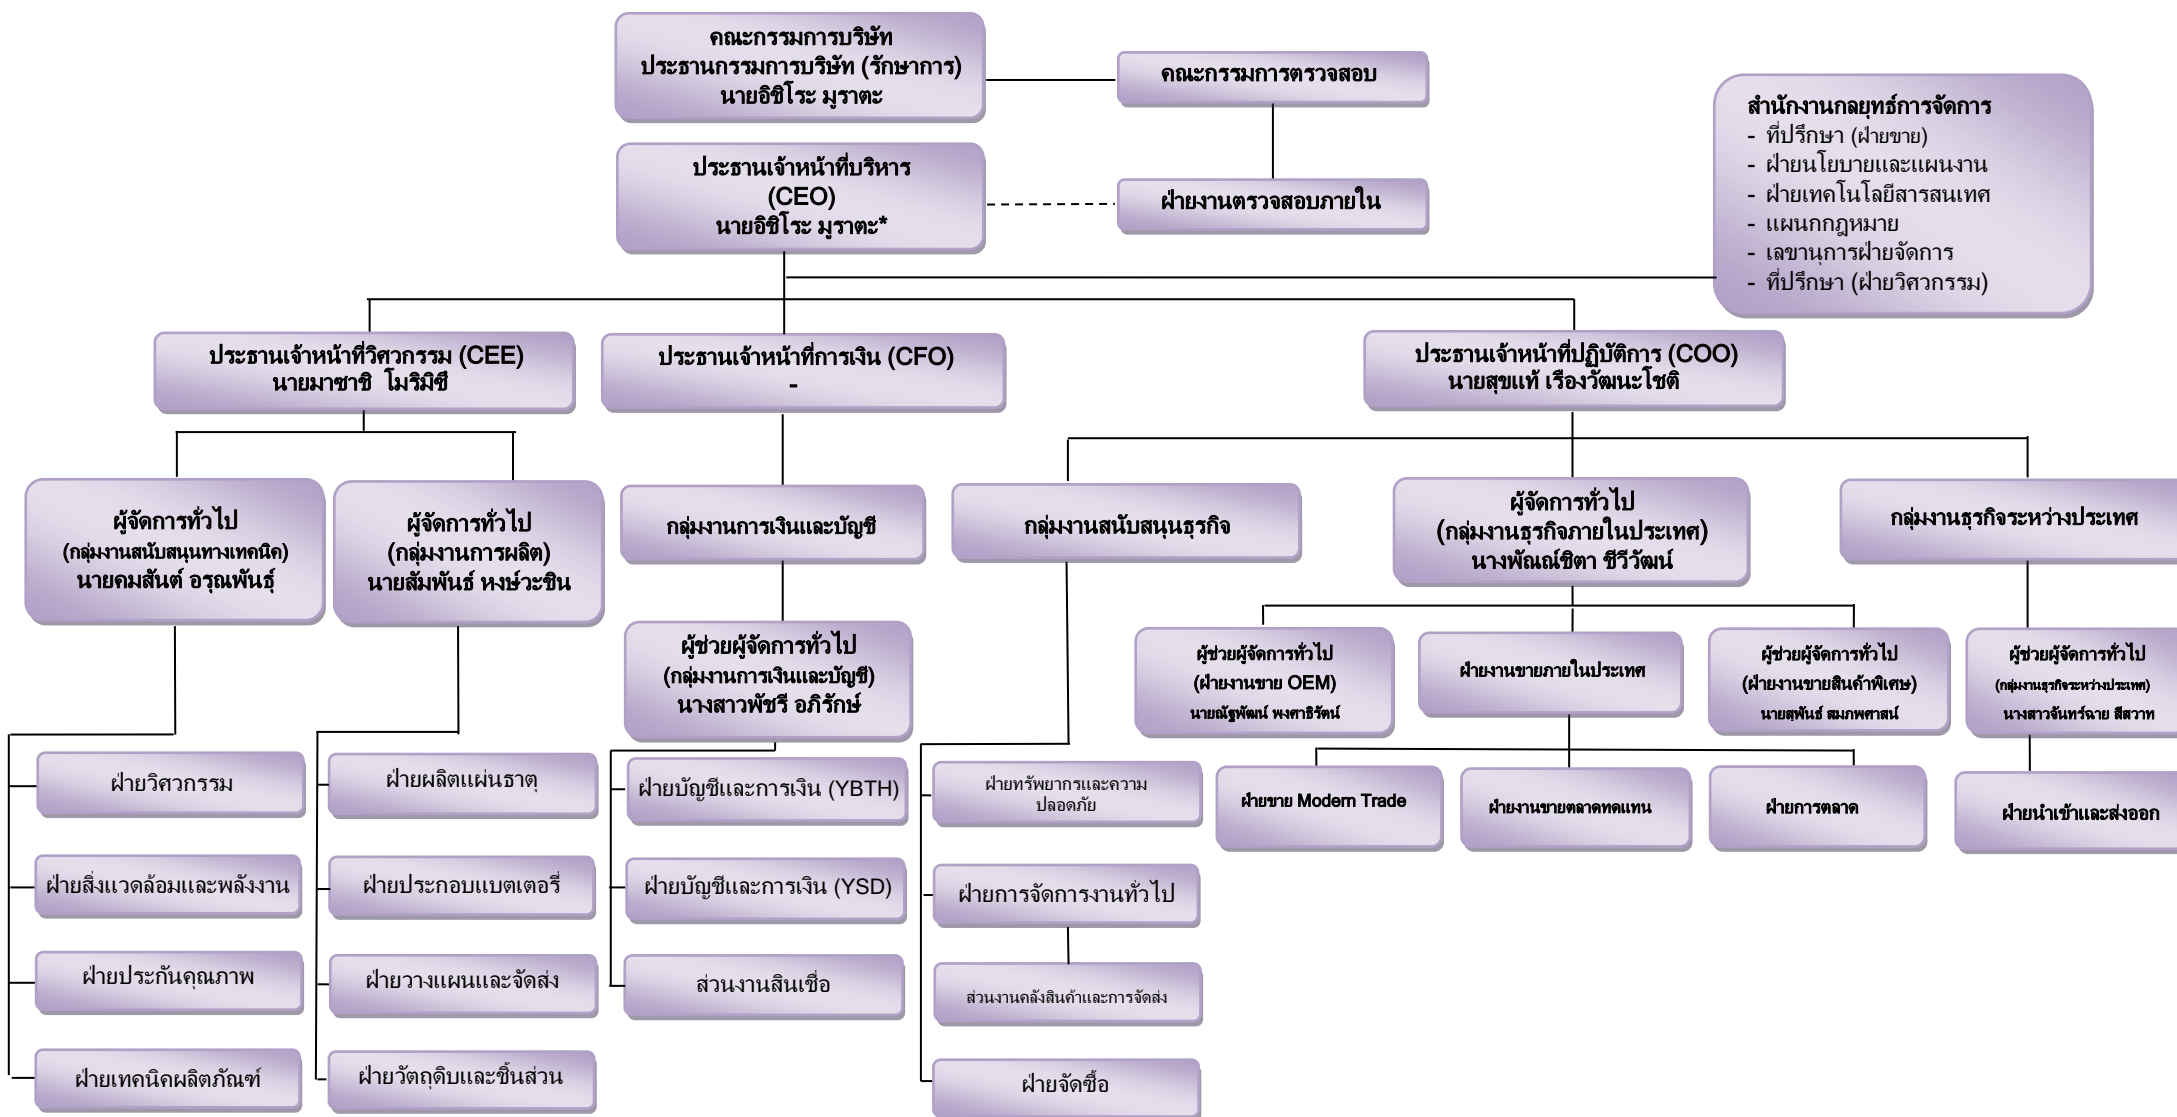 คณะกรรมการบริษัท
ประธานกรรมการบริษัท (รักษาการ)
นายอิชิโระ มูราตะ
คณะกรรมการตรวจสอบ
สำนักงานกลยุทธ์การจัดการ
- ที่ปรึกษา (ฝ่ายขาย)
- ฝ่ายนโยบายและแผนงาน
- ฝ่ายเทคโนโลยีสารสนเทศ
- แผนกกฎหมาย
- เลขานุการฝ่ายจัดการ
- ที่ปรึกษา (ฝ่ายวิศวกรรม)
ประธานเจ้าหน้าที่บริหาร
(CEO)
นายอิชิโระ มูราตะ*
ฝ่ายงานตรวจสอบภายใน
ประธานเจ้าหน้าที่วิศวกรรม (CEE)
นายมาซาชิ โมริมิซึ
ประธานเจ้าหน้าที่การเงิน (CFO)
-
ประธานเจ้าหน้าที่ปฏิบัติการ (COO)
นายสุขแท้ เรืองวัฒนะโชติ
ผู้จัดการทั่วไป
(กลุ่มงานสนับสนุนทางเทคนิค)
นายคมสันต์ อรุณพันธุ์
ผู้จัดการทั่วไป
(กลุ่มงานการผลิต)
นายสัมพันธ์ หงษ์วะชิน
กลุ่มงานการเงินและบัญชี
กลุ่มงานสนับสนุนธุรกิจ
ผู้จัดการทั่วไป
(กลุ่มงานธุรกิจภายในประเทศ)
นางพัณณ์ชิตา ชีวีวัฒน์
กลุ่มงานธุรกิจระหว่างประเทศ
ผู้ช่วยผู้จัดการทั่วไป
(กลุ่มงานการเงินและบัญชี)
นางสาวพัชรี อภิรักษ์
ผู้ช่วยผู้จัดการทั่วไป
(ฝ่ายงานขาย OEM)
นายณัฐพัฒน์ พงศาธิรัตน์
ฝ่ายงานขายภายในประเทศ
ผู้ช่วยผู้จัดการทั่วไป
(ฝ่ายงานขายสินค้าพิเศษ)
นายสุพันธ์ สมภพศาสน์
ผู้ช่วยผู้จัดการทั่วไป
(กลุ่มงานธุรกิจระหว่างประเทศ)
นางสาวจันทร์ฉาย สีสวาท
ฝ่ายวิศวกรรม
ฝ่ายผลิตแผ่นธาตุ
ฝ่ายบัญชีและการเงิน (YBTH)
ฝ่ายทรัพยากรและความ
ปลอดภัย
ฝ่ายขาย Modern Trade
ฝ่ายงานขายตลาดทดแทน
ฝ่ายการตลาด
ฝ่ายนำเข้าและส่งออก
ฝ่ายสิ่งแวดล้อมและพลังงาน
ฝ่ายประกอบแบตเตอรี่
ฝ่ายบัญชีและการเงิน (YSD)
ฝ่ายการจัดการงานทั่วไป
ฝ่ายประกันคุณภาพ
ฝ่ายวางแผนและจัดส่ง
ส่วนงานสินเชื่อ
ส่วนงานคลังสินค้าและการจัดส่ง
ฝ่ายเทคนิคผลิตภัณฑ์
ฝ่ายวัตถุดิบและชิ้นส่วน
ฝ่ายจัดซื้อ